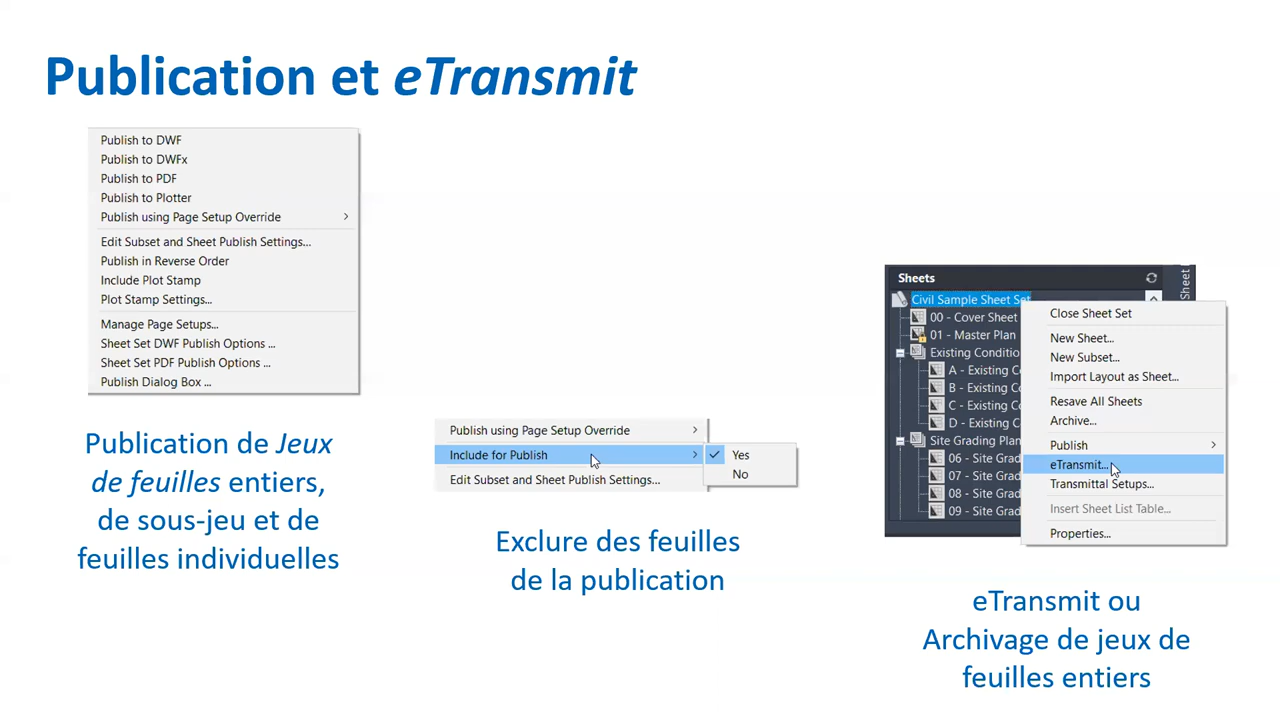 Publication et eTransmit
Publish to DWF
Publish to DWFx
Publish to PDF
Publish to Plotter
Publish using Page Setup Override
Edit Subset and Sheet Publish Settings...
Publish in Reverse Order
Include Plot Stamp
Plot Stamp Settings...
Manage Page Setups...
Sheet Set DWF Publish Options ...
Sheet Set PDF Publish Options ...
Publish Dialog Box ...
Publication de Jeux
de feuilles entiers,
de sous-jeu et de
feuilles individuelles
Publish using Page Setup Override
Include for Publish
Edit Subset and Sheet Publish Settings...
Yes
No
Exclure des feuilles
de la publication
Sheets
Sheet
Civil Sample Sheet Set
00 - Cover Sheet
01 - Master Plan
Existing Conditio
A - Existing Co
B - Existing Co
C - Existing Co
D - Existing Co
Site Grading Plan
06 - Site Grad
07 - Site Grad
08 - Site Grad
09 - Site Grad
Close Sheet Set
New Sheet...
New Subset...
Import Layout as Sheet...
Resave All Sheets
Archive...
Publish
eTransmit...
Transmittal Setups...
Insert Sheet List Table...
Properties...
eTransmit ou
Archivage de jeux de
feuilles entiers